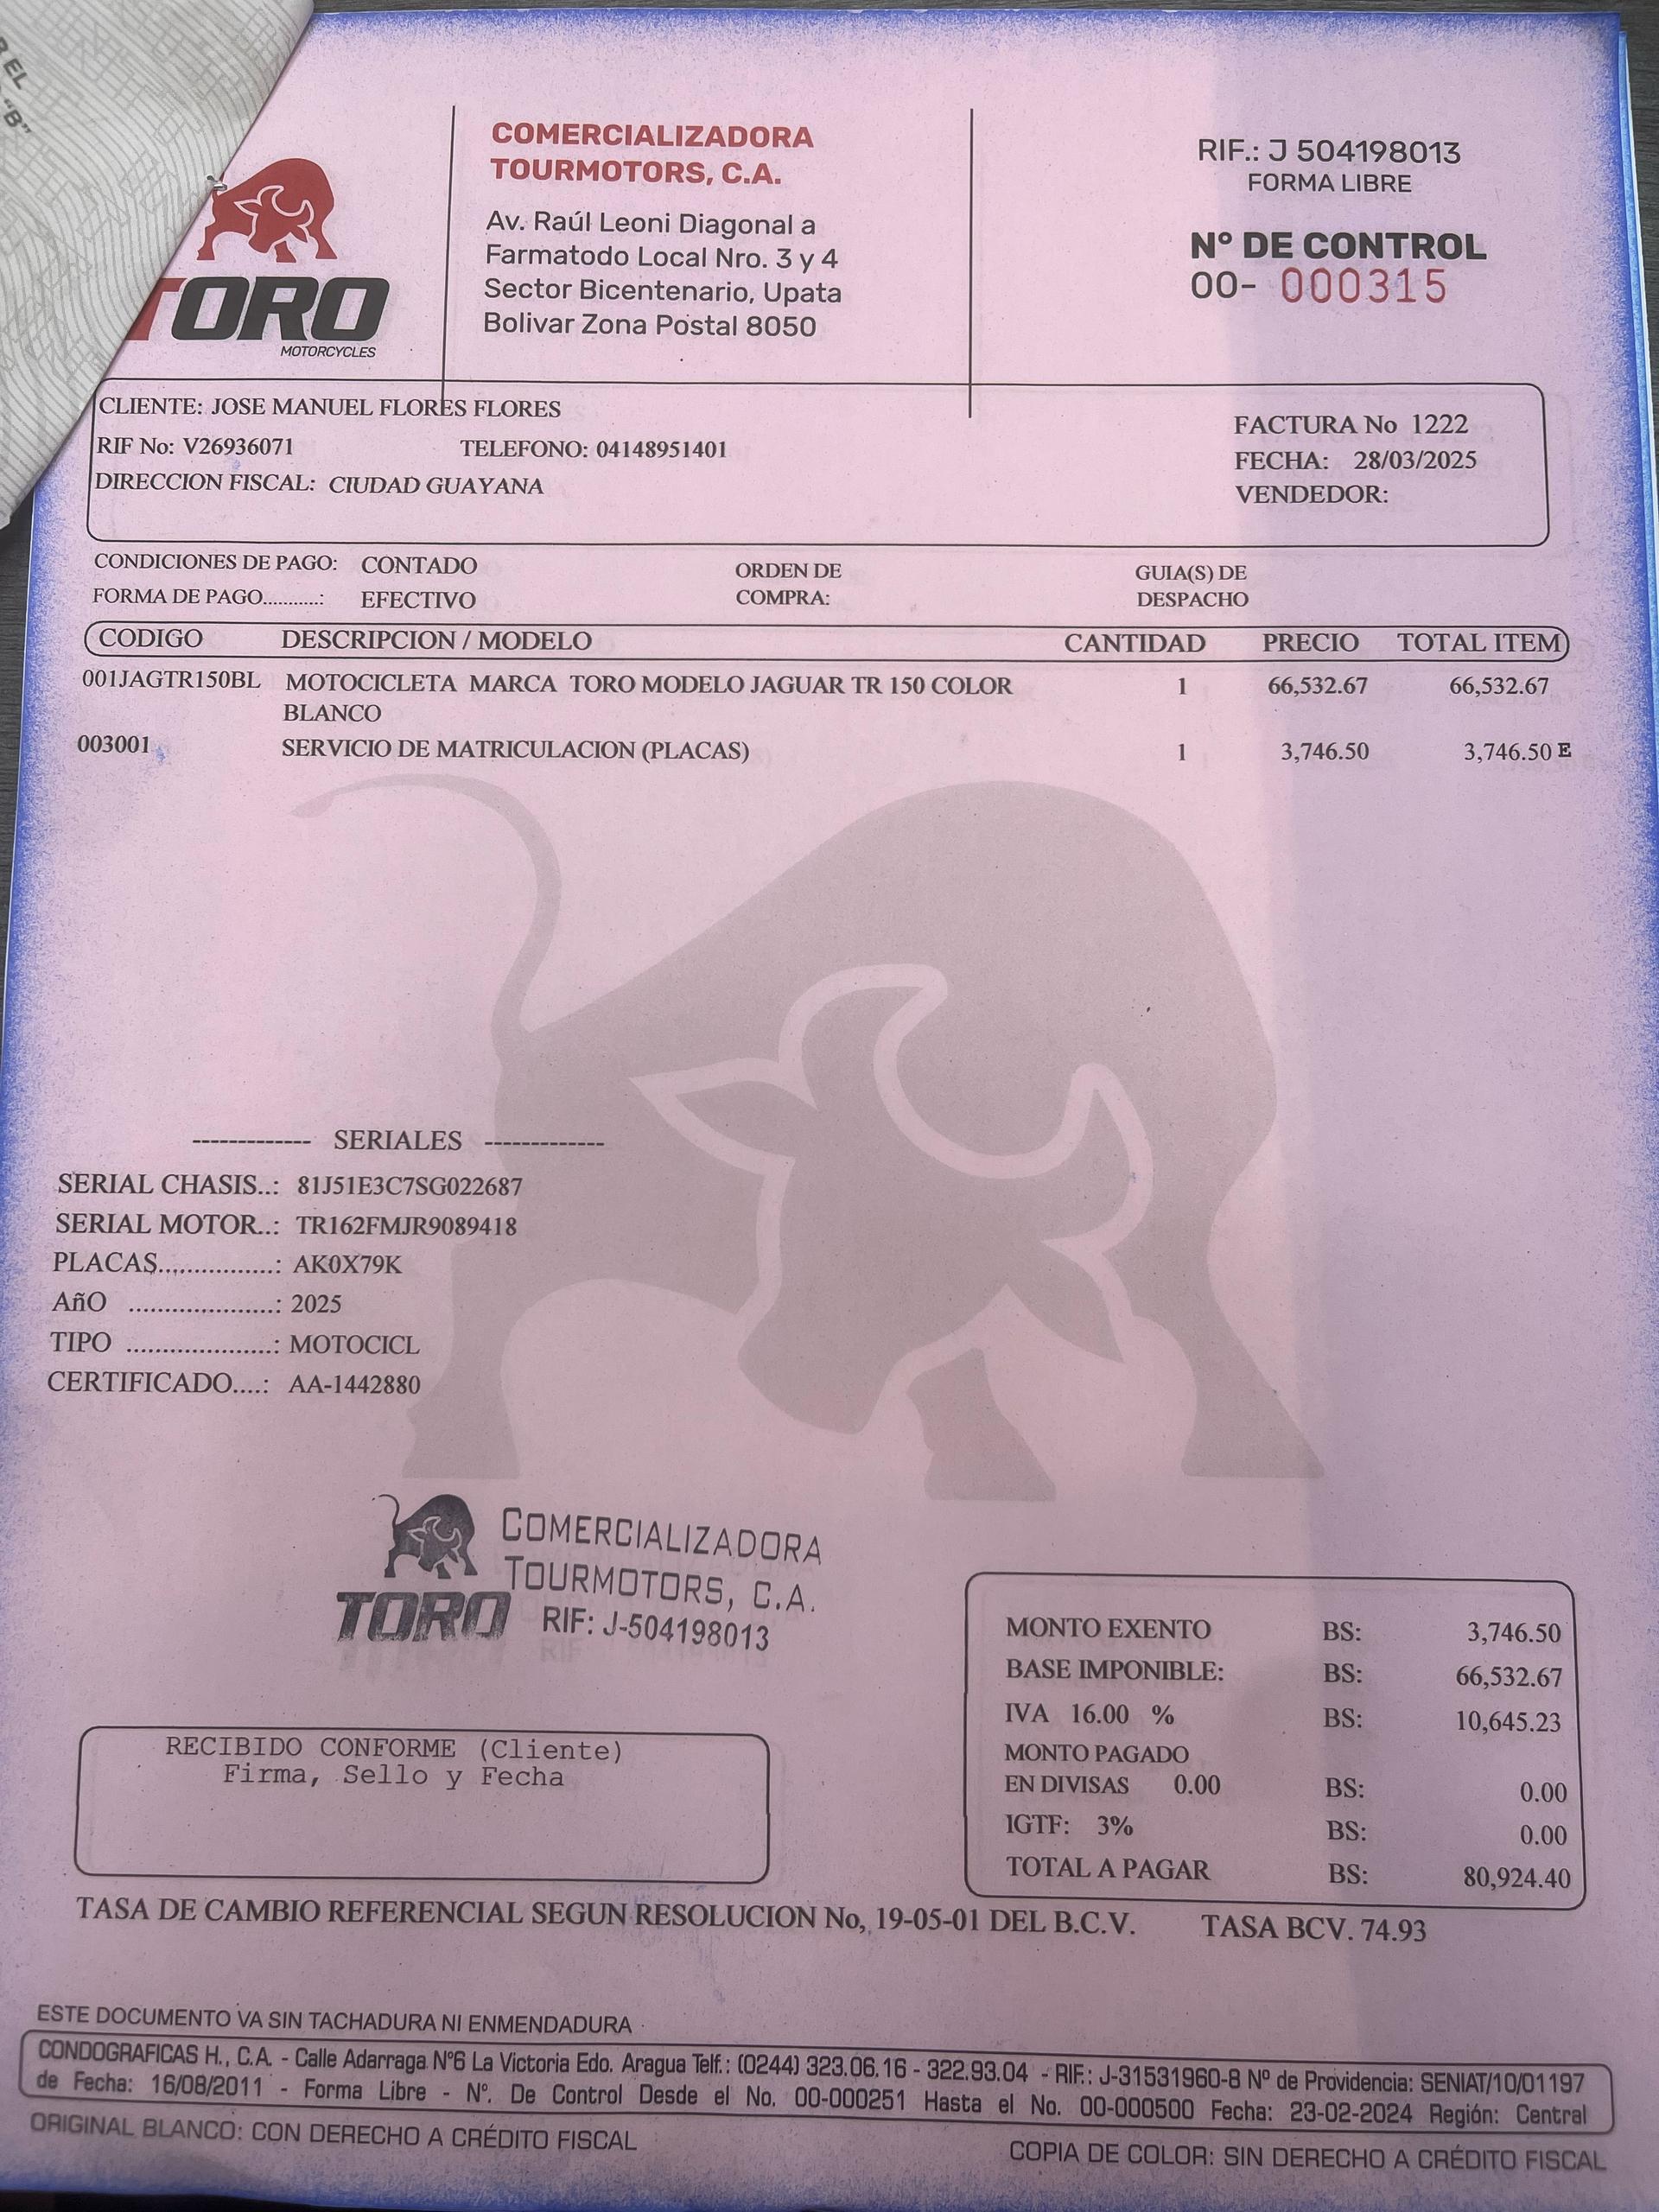 R EL
"B"
TORO
MOTORCYCLES
COMERCIALIZADORA
TOURMOTORS, C.A.
Av. Raúl Leoni Diagonal a
Farmatodo Local Nro. 3 y 4
Sector Bicentenario, Upata
Bolivar Zona Postal 8050
RIF.: J 504198013
FORMA LIBRE
Nº DE CONTROL
00- 000315
CLIENTE: JOSE MANUEL FLORES FLORES
RIF No: V26936071 TELEFONO: 04148951401
DIRECCION FISCAL: CIUDAD GUAYANA
FACTURA No 1222
FECHA: 28/03/2025
VENDEDOR:
CONDICIONES DE PAGO: CONTADO
FORMA DE PAGO...........: EFECTIVO
ORDEN DE
COMPRA:
GUIA(S) DE
DESPACHO
CODIGO DESCRIPCION / MODELO CANTIDAD PRECIO TOTAL ITEM
001JAGTR150BL MOTOCICLETA MARCA TORO MODELO JAGUAR TR 150 COLOR 1 66,532.67 66,532.67
BLANCO
003001 SERVICIO DE MATRICULACION (PLACAS) 1 3,746.50 3,746.50 E
------------- SERIALES -------------
SERIAL CHASIS..: 81J51E3C7SG022687
SERIAL MOTOR..: TR162FMJR9089418
PLACAS................: AK0X79K
AñO ....................: 2025
TIPO ....................: MOTOCICL
CERTIFICADO....: AA-1442880
COMERCIALIZADORA
TOURMOTORS, C.A.
TORO RIF: J-504198013
RECIBIDO CONFORME (Cliente)
Firma, Sello y Fecha
MONTO EXENTO BS: 3,746.50
BASE IMPONIBLE: BS: 66,532.67
IVA 16.00 % BS: 10,645.23
MONTO PAGADO
EN DIVISAS 0.00 BS: 0.00
IGTF: 3% BS: 0.00
TOTAL A PAGAR BS: 80,924.40
TASA DE CAMBIO REFERENCIAL SEGUN RESOLUCION No, 19-05-01 DEL B.C.V. TASA BCV. 74.93
ESTE DOCUMENTO VA SIN TACHADURA NI ENMENDADURA
CONDOGRAFICAS H., C.A. - Calle Adarraga Nº6 La Victoria Edo. Aragua Telf.: (0244) 323.06.16 - 322.93.04 - RIF.: J-31531960-8 Nº de Providencia: SENIAT/10/01197
de Fecha: 16/08/2011 - Forma Libre - Nº. De Control Desde el No. 00-000251 Hasta el No. 00-000500 Fecha: 23-02-2024 Región: Central
ORIGINAL BLANCO: CON DERECHO A CRÉDITO FISCAL
COPIA DE COLOR: SIN DERECHO A CRÉDITO FISCAL